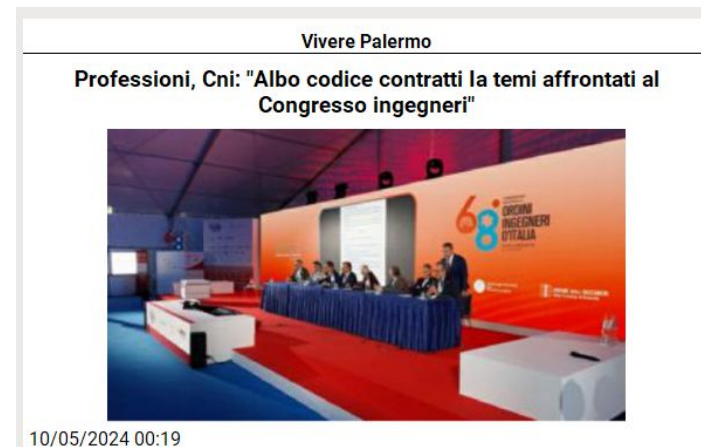 Vivere Palermo
Professioni, Cni: "Albo codice contratti Ia temi affrontati al
Congresso ingegneri"
68°
ORDINI
INGEGNERI
D'ITALIA
10/05/2024 00:19